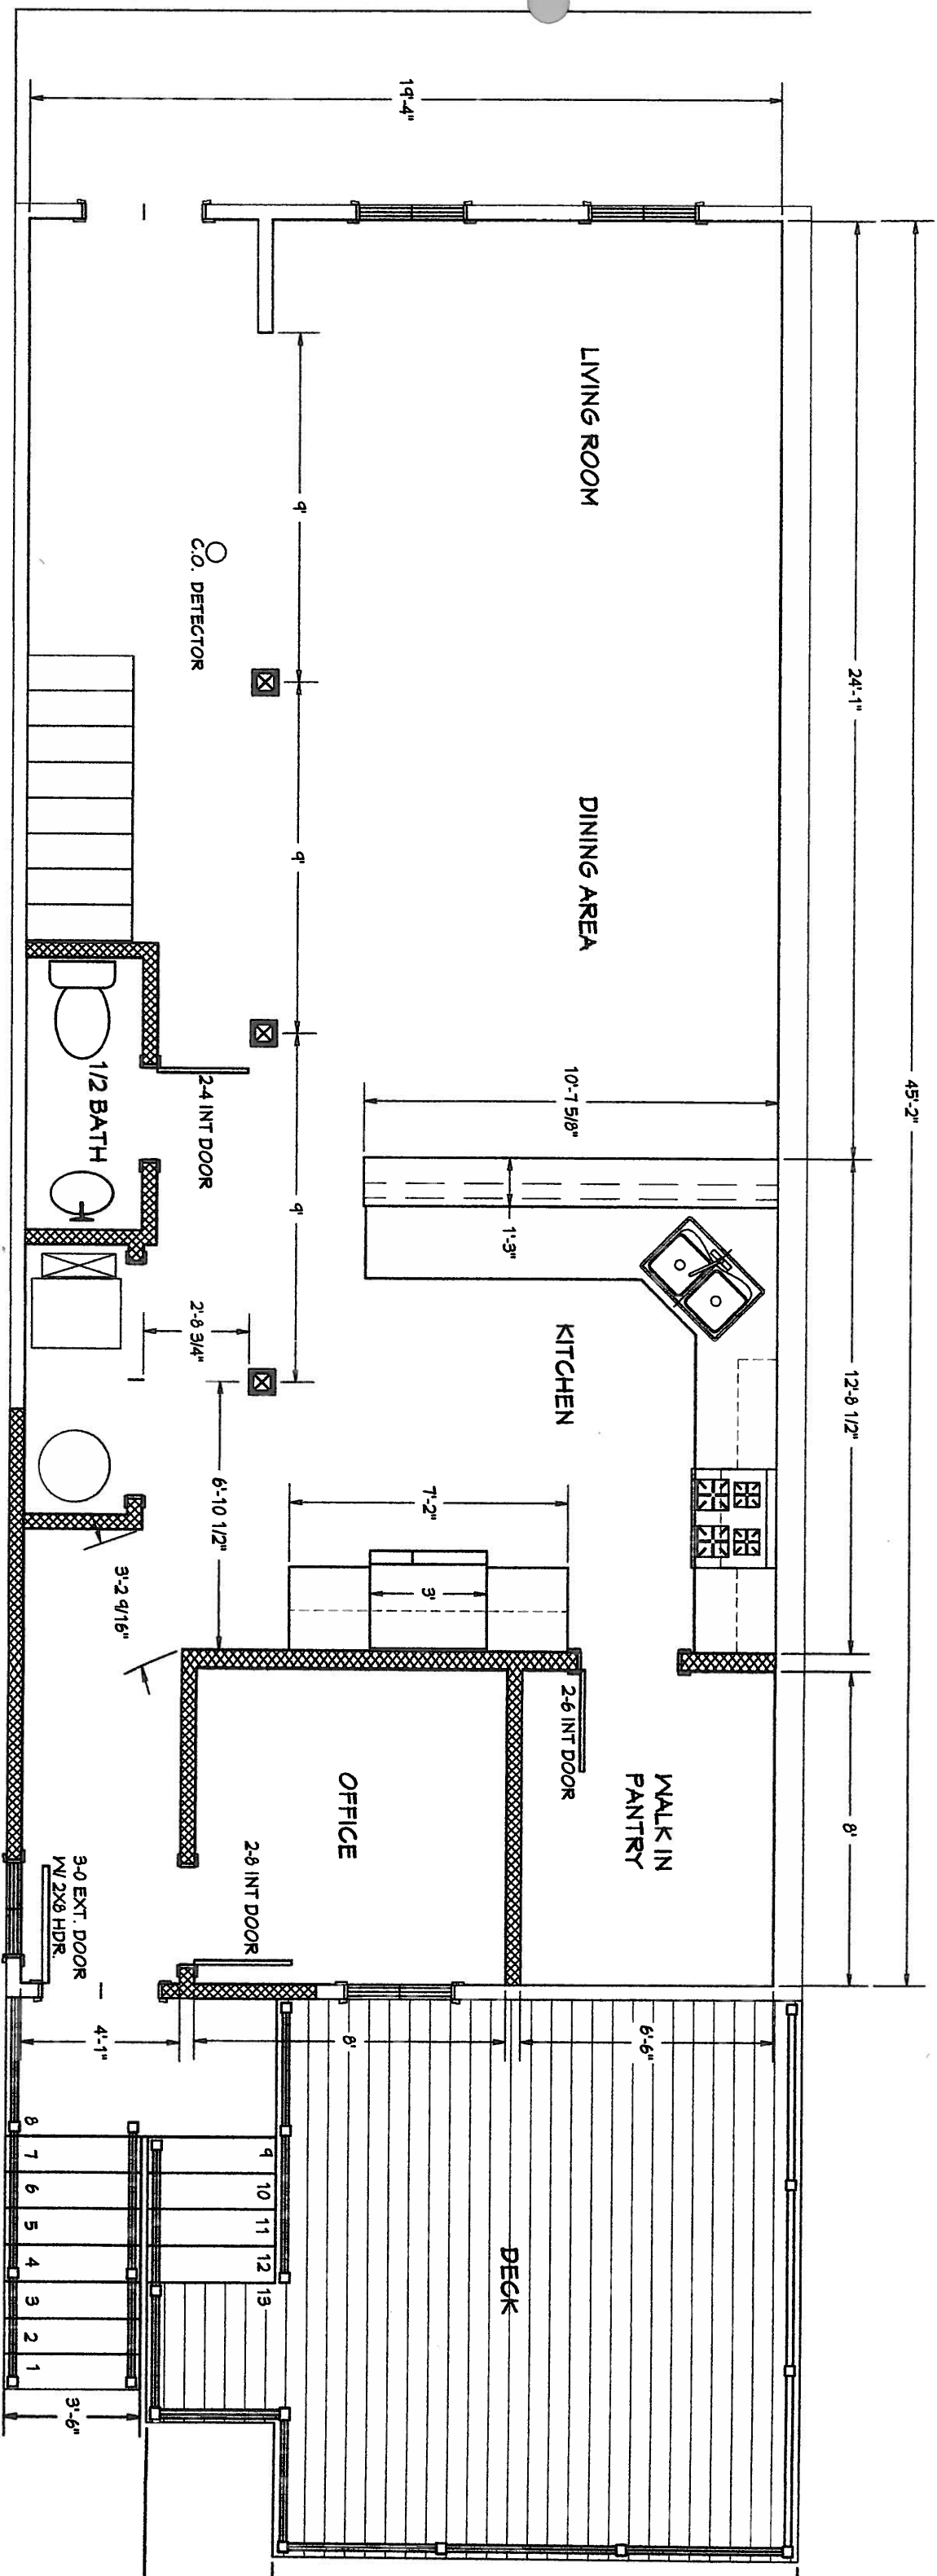 45'-2"
24'-1"
12'-8 1/2"
8'
19'-4"
LIVING ROOM
DINING AREA
10'-7 5/8"
1'-3"
KITCHEN
WALK IN
PANTRY
2-6 INT DOOR
7'-2"
3'
OFFICE
2-8 INT DOOR
9'
9'
9'
C.O. DETECTOR
2-4 INT DOOR
1/2 BATH
2'-8 3/4"
6'-10 1/2"
3'-2 9/16"
3-0 EXT. DOOR
W/ 2X8 HDR.
6'-6"
8'
4'-1"
DECK
9 10 11 12 13
8 7 6 5 4 3 2 1
3'-6"